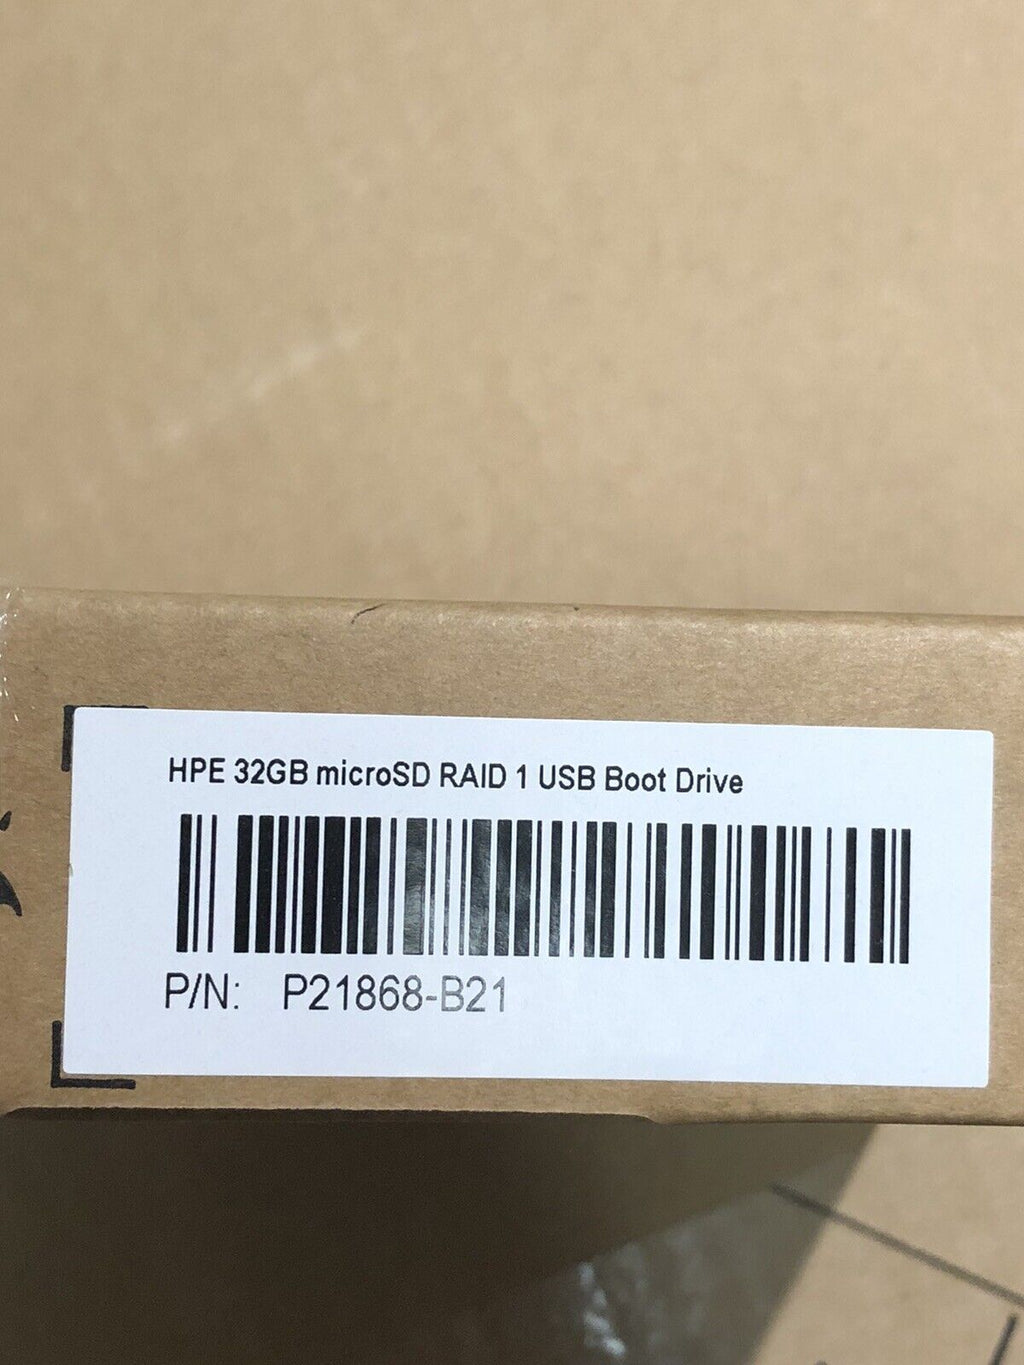 HPE 32GB microSD RAID 1 USB Boot Drive
P/N: P21868-B21